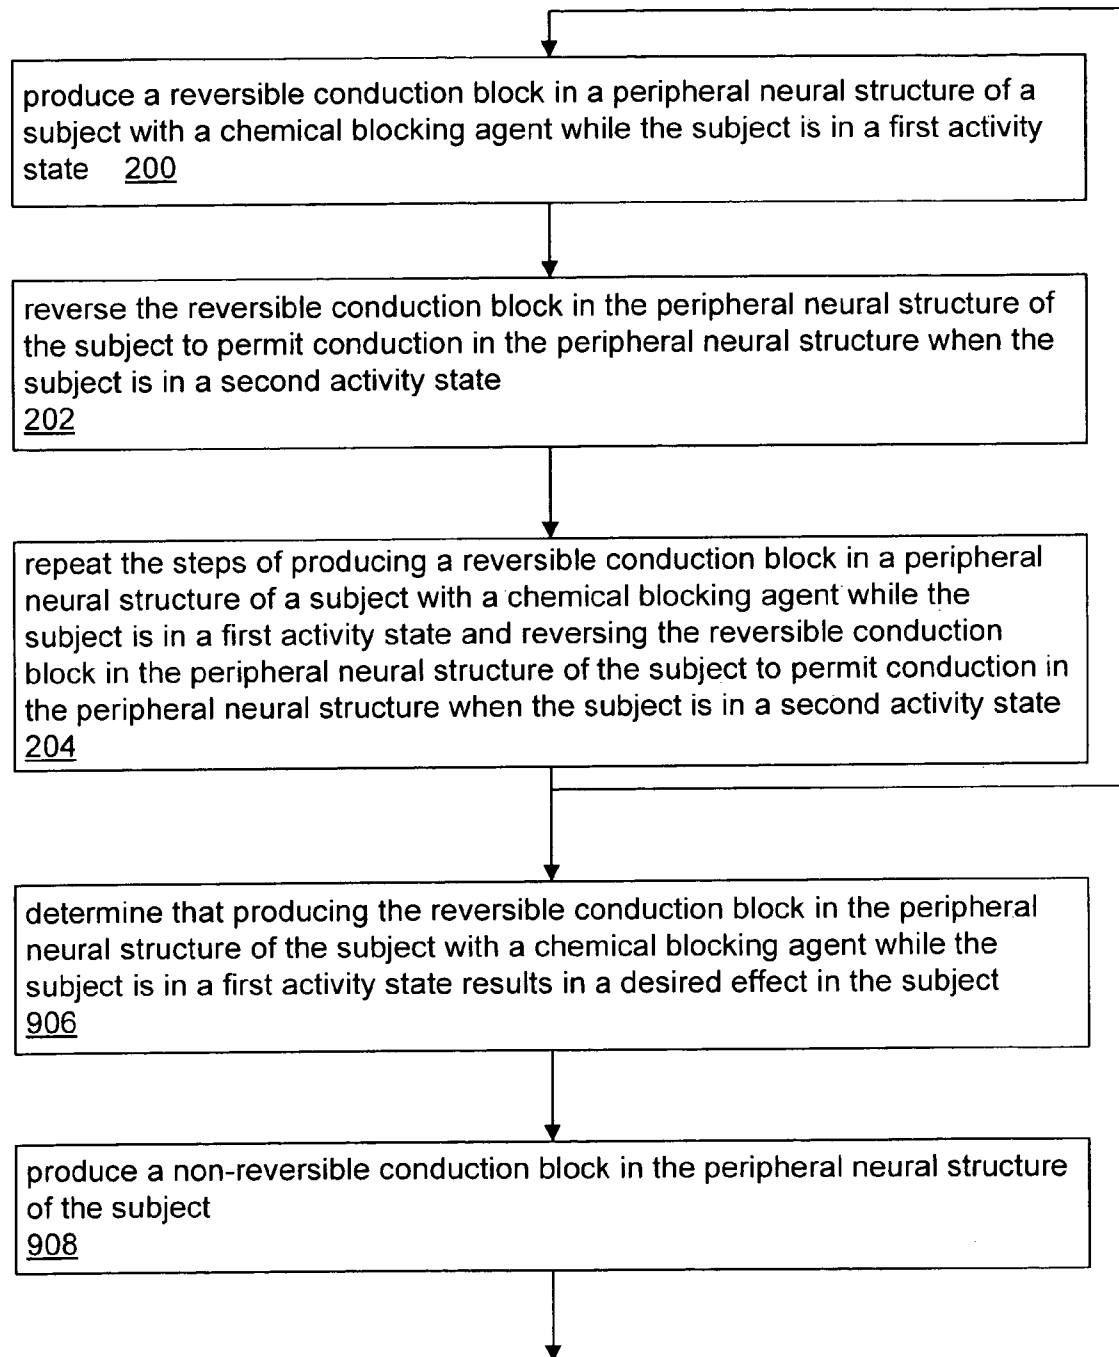 produce a reversible conduction block in a peripheral neural structure of a
subject with a chemical blocking agent while the subject is in a first activity
state 200
reverse the reversible conduction block in the peripheral neural structure of
the subject to permit conduction in the peripheral neural structure when the
subject is in a second activity state
202
repeat the steps of producing a reversible conduction block in a peripheral
neural structure of a subject with a chemical blocking agent while the
subject is in a first activity state and reversing the reversible conduction
block in the peripheral neural structure of the subject to permit conduction in
the peripheral neural structure when the subject is in a second activity state
204
determine that producing the reversible conduction block in the peripheral
neural structure of the subject with a chemical blocking agent while the
subject is in a first activity state results in a desired effect in the subject
906
produce a non-reversible conduction block in the peripheral neural structure
of the subject
908